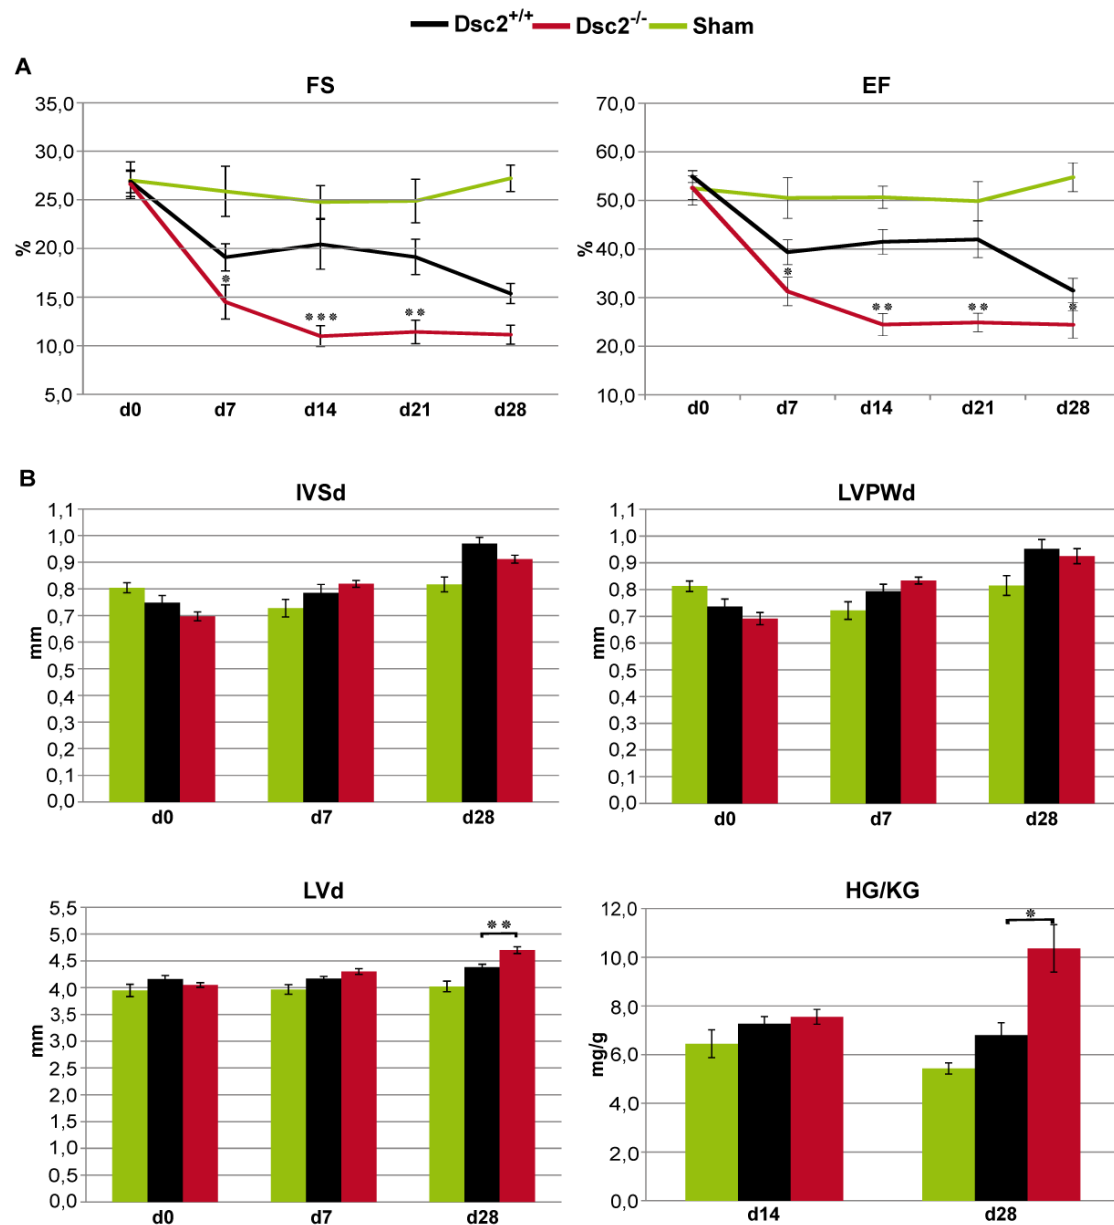 Dsc2+/+ Dsc2-/- Sham
A
FS
35,0
30,0
25,0
20,0
15,0
10,0
5,0
%
* *** **
d0 d7 d14 d21 d28
EF
70,0
60,0
50,0
40,0
30,0
20,0
10,0
%
* ** ** *
d0 d7 d14 d21 d28
B
IVSd
1,1
1,0
0,9
0,8
0,7
0,6
0,5
0,4
0,3
0,2
0,1
0,0
mm
d0 d7 d28
LVPWd
1,1
1,0
0,9
0,8
0,7
0,6
0,5
0,4
0,3
0,2
0,1
0,0
mm
d0 d7 d28
LVd
5,5
5,0
4,5
4,0
3,5
3,0
2,5
2,0
1,5
1,0
0,5
0,0
mm
**
d0 d7 d28
HG/KG
12,0
10,0
8,0
6,0
4,0
2,0
0,0
mg/g
*
d14 d28